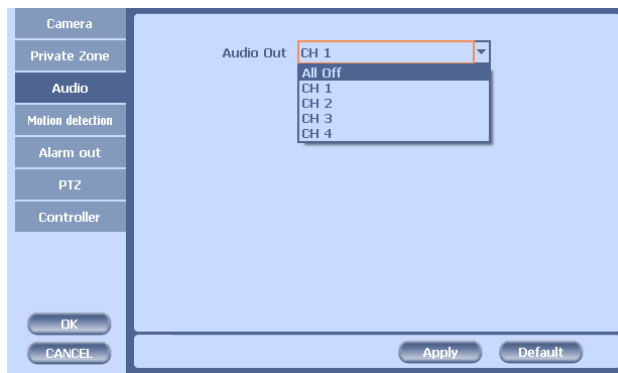 Camera
Private Zone
Audio
Motion detection
Alarm out
PTZ
Controller
OK
CANCEL
Audio Out CH 1
All Off
CH 1
CH 2
CH 3
CH 4
Apply Default